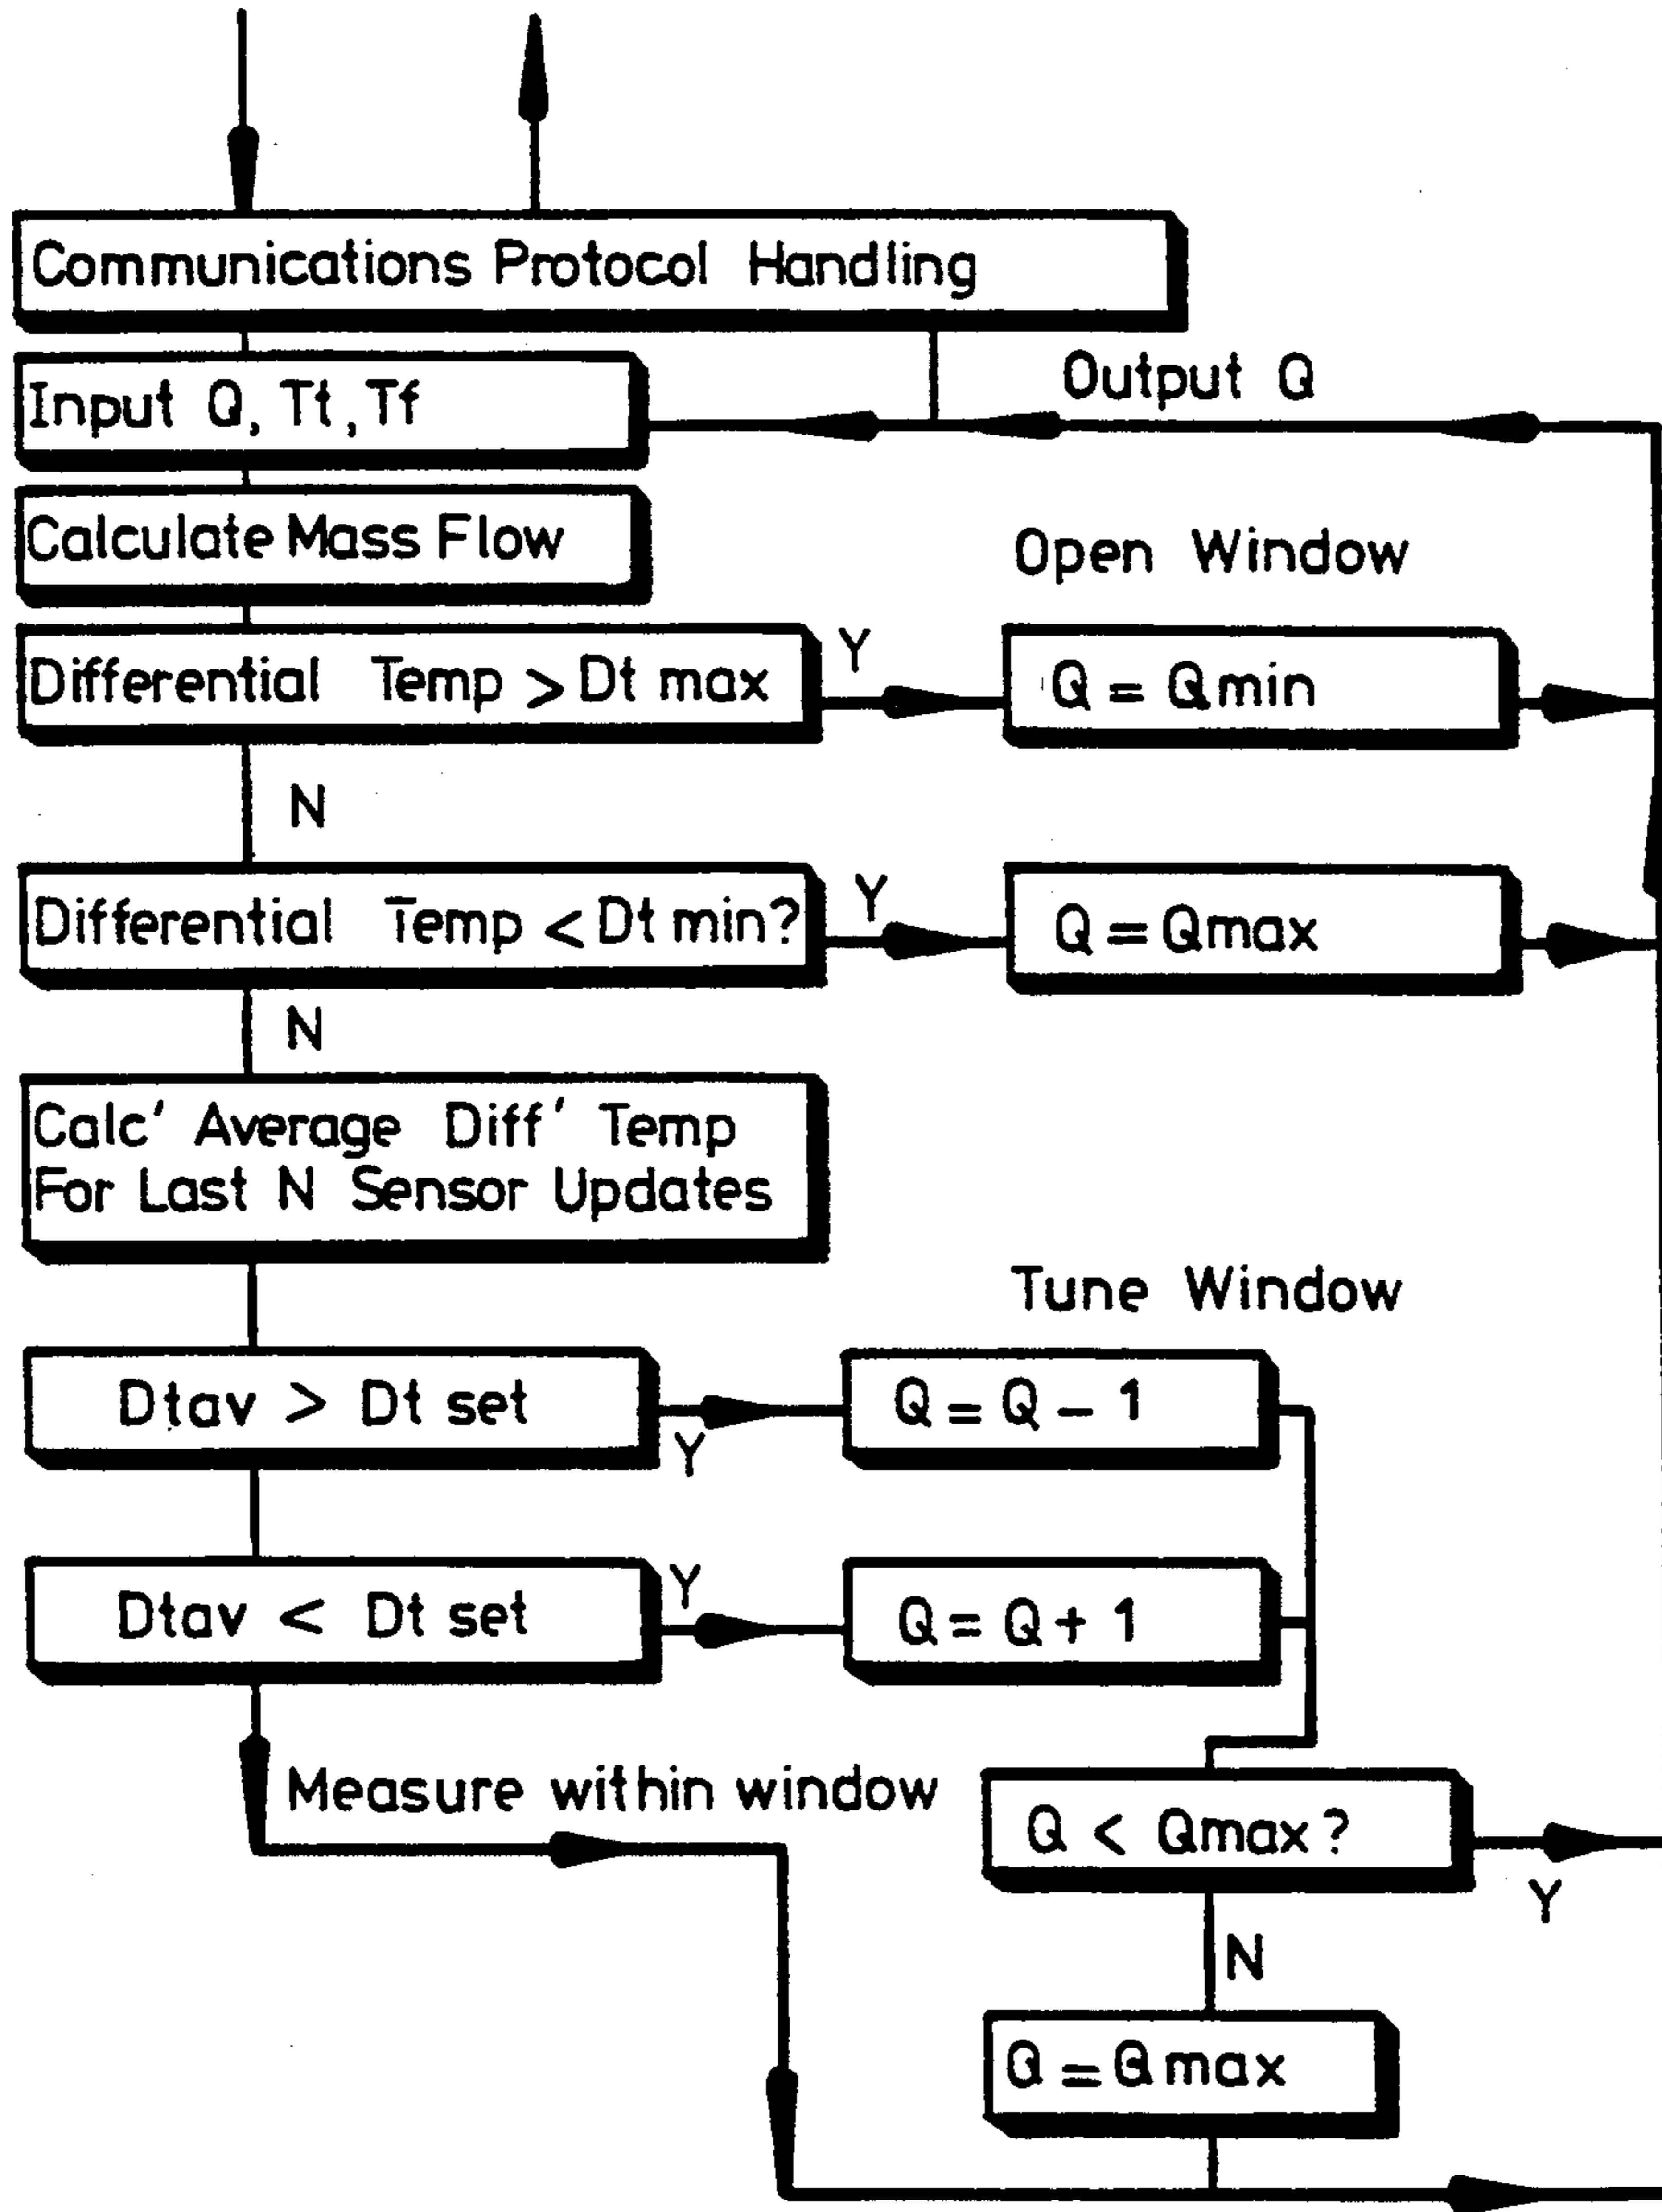 Communications Protocol Handling
Input Q, Tt, Tf
Output Q
Calculate Mass Flow
Open Window
Differential Temp > Dt max
Y
Q = Qmin
N
Differential Temp < Dt min?
Y
Q = Qmax
N
Calc' Average Diff' Temp
For Last N Sensor Updates
Tune Window
Dtav > Dt set
Y
Q = Q - 1
Dtav < Dt set
Y
Q = Q + 1
Measure within window
Q < Qmax?
Y
N
Q = Qmax